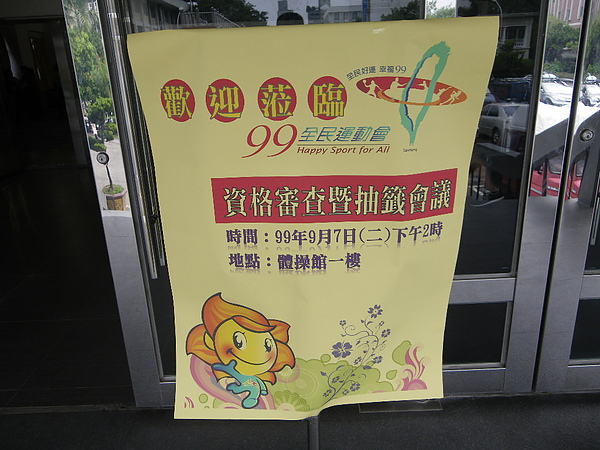 全民好運 幸福99
歡迎蒞臨
99全民運動會
Happy Sport for All
資格審查暨抽籤會議
時間：99年9月7日(二)下午2時
地點：體操館一樓